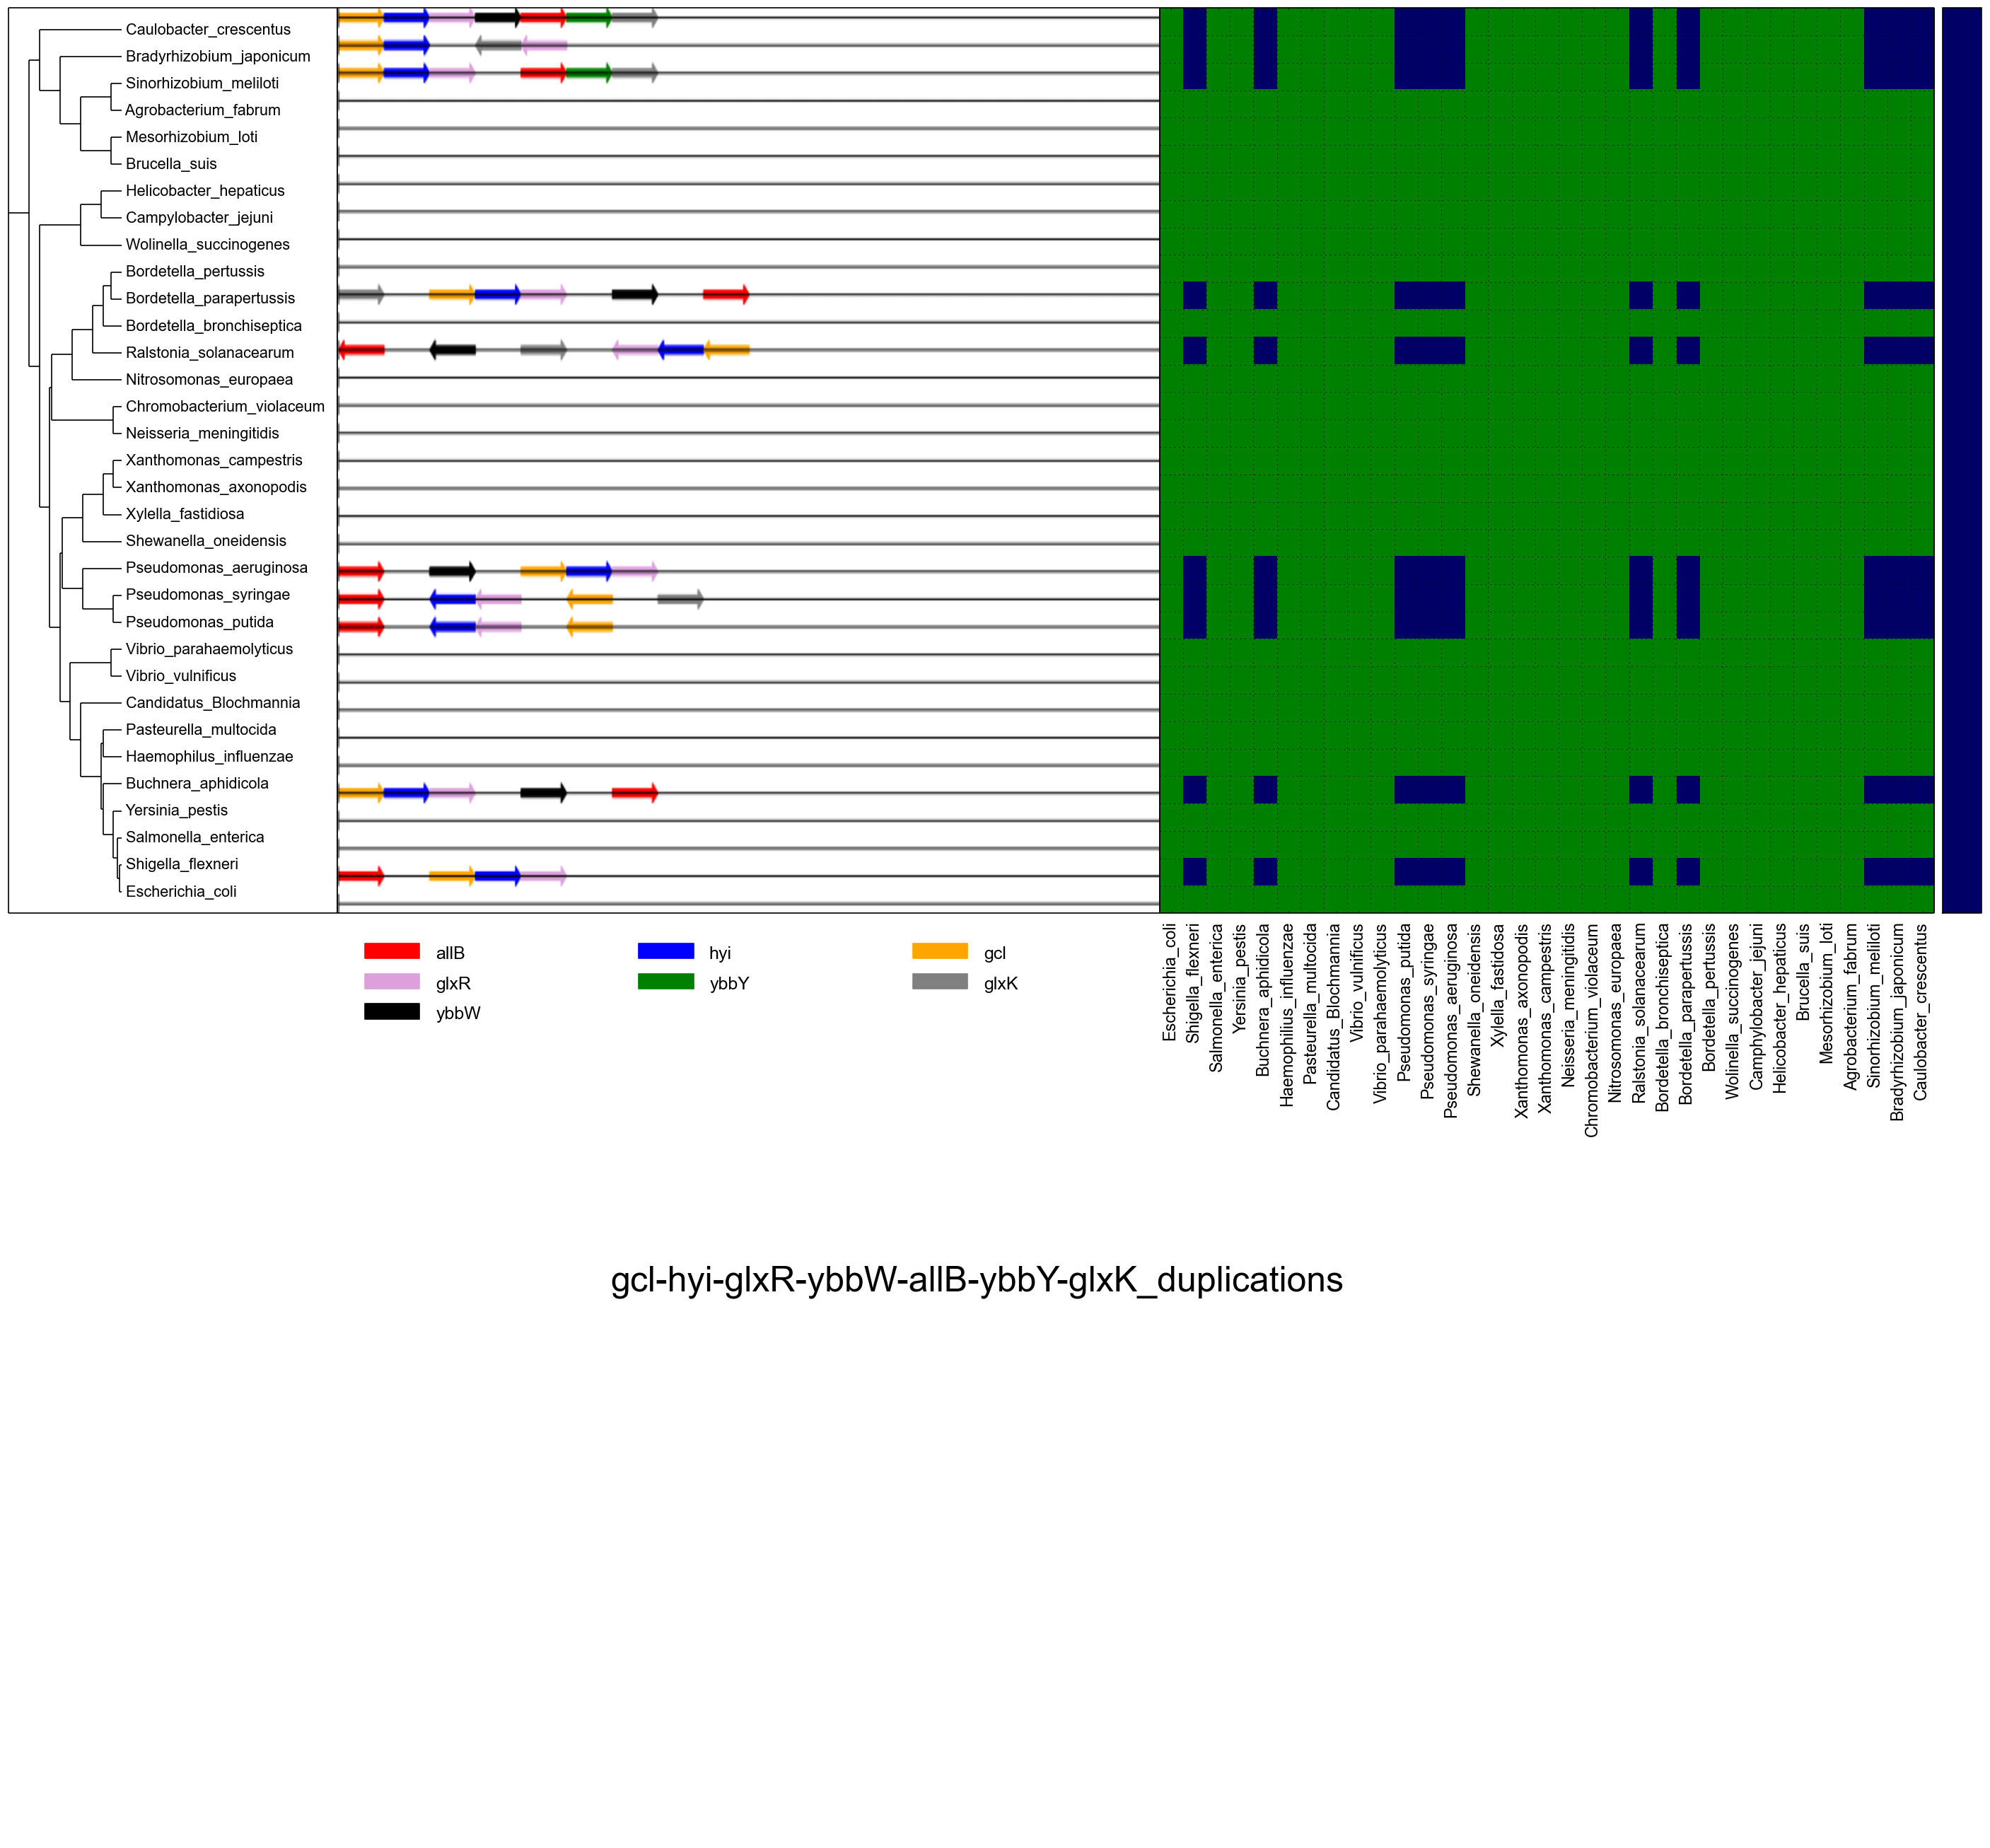 Caulobacter_crescentus
Bradyrhizobium_japonicum
Sinorhizobium_meliloti
Agrobacterium_fabrum
Mesorhizobium_loti
Brucella_suis
Helicobacter_hepaticus
Campylobacter_jejuni
Wolinella_succinogenes
Bordetella_pertussis
Bordetella_parapertussis
Bordetella_bronchiseptica
Ralstonia_solanacearum
Nitrosomonas_europaea
Chromobacterium_violaceum
Neisseria_meningitidis
Xanthomonas_campestris
Xanthomonas_axonopodis
Xylella_fastidiosa
Shewanella_oneidensis
Pseudomonas_aeruginosa
Pseudomonas_syringae
Pseudomonas_putida
Vibrio_parahaemolyticus
Vibrio_vulnificus
Candidatus_Blochmannia
Pasteurella_multocida
Haemophilus_influenzae
Buchnera_aphidicola
Yersinia_pestis
Salmonella_enterica
Shigella_flexneri
Escherichia_coli
allB
hyi
gcl
glxR
ybbY
glxK
ybbW
Escherichia_coli
Shigella_flexneri
Salmonella_enterica
Yersinia_pestis
Buchnera_aphidicola
Haemophilus_influenzae
Pasteurella_multocida
Candidatus_Blochmannia
Vibrio_vulnificus
Vibrio_parahaemolyticus
Pseudomonas_putida
Pseudomonas_syringae
Pseudomonas_aeruginosa
Shewanella_oneidensis
Xylella_fastidiosa
Xanthomonas_axonopodis
Xanthomonas_campestris
Neisseria_meningitidis
Chromobacterium_violaceum
Nitrosomonas_europaea
Ralstonia_solanacearum
Bordetella_bronchiseptica
Bordetella_parapertussis
Bordetella_pertussis
Wolinella_succinogenes
Camphylobacter_jejuni
Helicobacter_hepaticus
Brucella_suis
Mesorhizobium_loti
Agrobacterium_fabrum
Sinorhizobium_meliloti
Bradyrhizobium_japonicum
Caulobacter_crescentus
gcl-hyi-glxR-ybbW-allB-ybbY-glxK_duplications